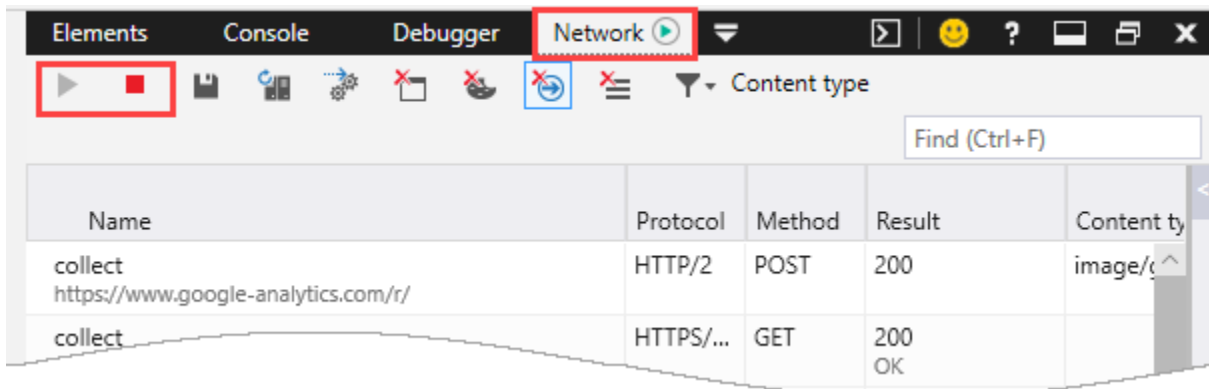 Elements Console Debugger Network ?
Content type
Find (Ctrl+F)
Name Protocol Method Result Content ty
collect HTTP/2 POST 200 image/g
https://www.google-analytics.com/r/
collect HTTPS/... GET 200
OK